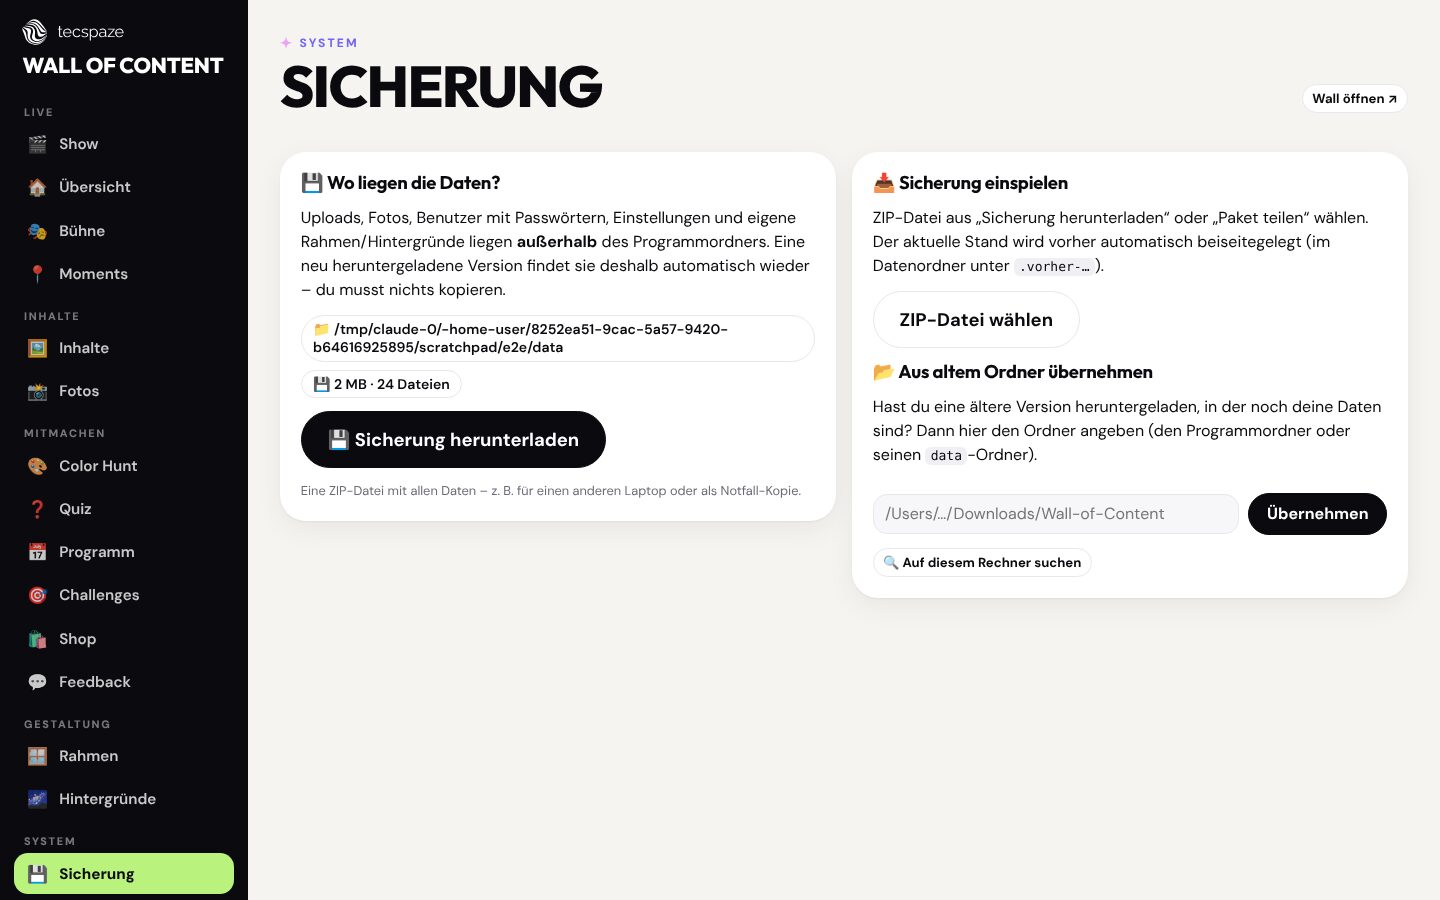 tecspaze
WALL OF CONTENT
LIVE
Show
Übersicht
Bühne
Moments
INHALTE
Inhalte
Fotos
MITMACHEN
Color Hunt
Quiz
Programm
Challenges
Shop
Feedback
GESTALTUNG
Rahmen
Hintergründe
SYSTEM
Sicherung
SYSTEM
SICHERUNG
Wall öffnen ↗
Wo liegen die Daten?
Uploads, Fotos, Benutzer mit Passwörtern, Einstellungen und eigene
Rahmen/Hintergründe liegen außerhalb des Programmordners. Eine
neu heruntergeladene Version findet sie deshalb automatisch wieder
– du musst nichts kopieren.
/tmp/claude-0/-home-user/8252ea51-9cac-5a57-9420-
b64616925895/scratchpad/e2e/data
2 MB · 24 Dateien
Sicherung herunterladen
Eine ZIP-Datei mit allen Daten – z. B. für einen anderen Laptop oder als Notfall-Kopie.
Sicherung einspielen
ZIP-Datei aus „Sicherung herunterladen“ oder „Paket teilen“ wählen.
Der aktuelle Stand wird vorher automatisch beiseitegelegt (im
Datenordner unter .vorher-… ).
ZIP-Datei wählen
Aus altem Ordner übernehmen
Hast du eine ältere Version heruntergeladen, in der noch deine Daten
sind? Dann hier den Ordner angeben (den Programmordner oder
seinen data -Ordner).
/Users/…/Downloads/Wall-of-Content
Übernehmen
Auf diesem Rechner suchen